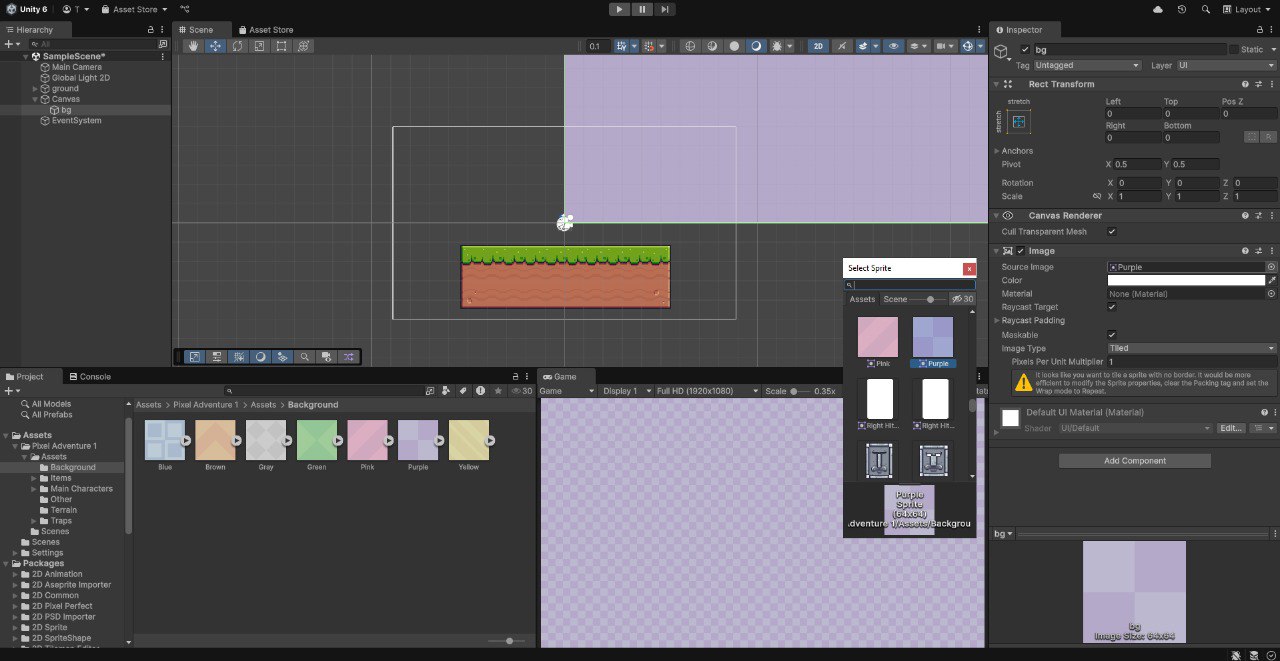 Unity 6 T Asset Store Layout
Hierarchy
All
SampleScene*
Main Camera
Global Light 2D
ground
Canvas
bg
EventSystem
Scene Asset Store
0.1 2D
Project Console
30
All Models
All Prefabs
Assets
Pixel Adventure 1
Assets
Background
Items
Main Characters
Other
Terrain
Traps
Scenes
Scenes
Settings
Packages
2D Animation
2D Aseprite Importer
2D Common
2D Pixel Perfect
2D PSD Importer
2D Sprite
2D SpriteShape
2D Tilemap Editor
Assets > Pixel Adventure 1 > Assets > Background
Blue Brown Gray Green Pink Purple Yellow
Game
Game Display 1 Full HD (1920x1080) Scale 0.35x
Select Sprite
x
Assets Scene 30
Pink Purple
Right Hit... Right Hit...
Purple
Sprite
(64x64)
Adventure 1/Assets/Backgrou
Inspector
bg Static
Tag Untagged Layer UI
Rect Transform
stretch
stretch
Left Top Pos Z
0 0 0
Right Bottom
0 0
Anchors
Pivot X 0.5 Y 0.5
Rotation X 0 Y 0 Z 0
Scale X 1 Y 1 Z 1
R
Canvas Renderer
Cull Transparent Mesh
Image
Source Image Purple
Color
Material None (Material)
Raycast Target
Raycast Padding
Maskable
Image Type Tiled
Pixels Per Unit Multiplier 1
It looks like you want to tile a sprite with no border. It would be more
efficient to modify the Sprite properties, clear the Packing tag and set the
Wrap mode to Repeat.
Default UI Material (Material)
Shader UI/Default Edit...
Add Component
bg
bg
Image Size: 64x64